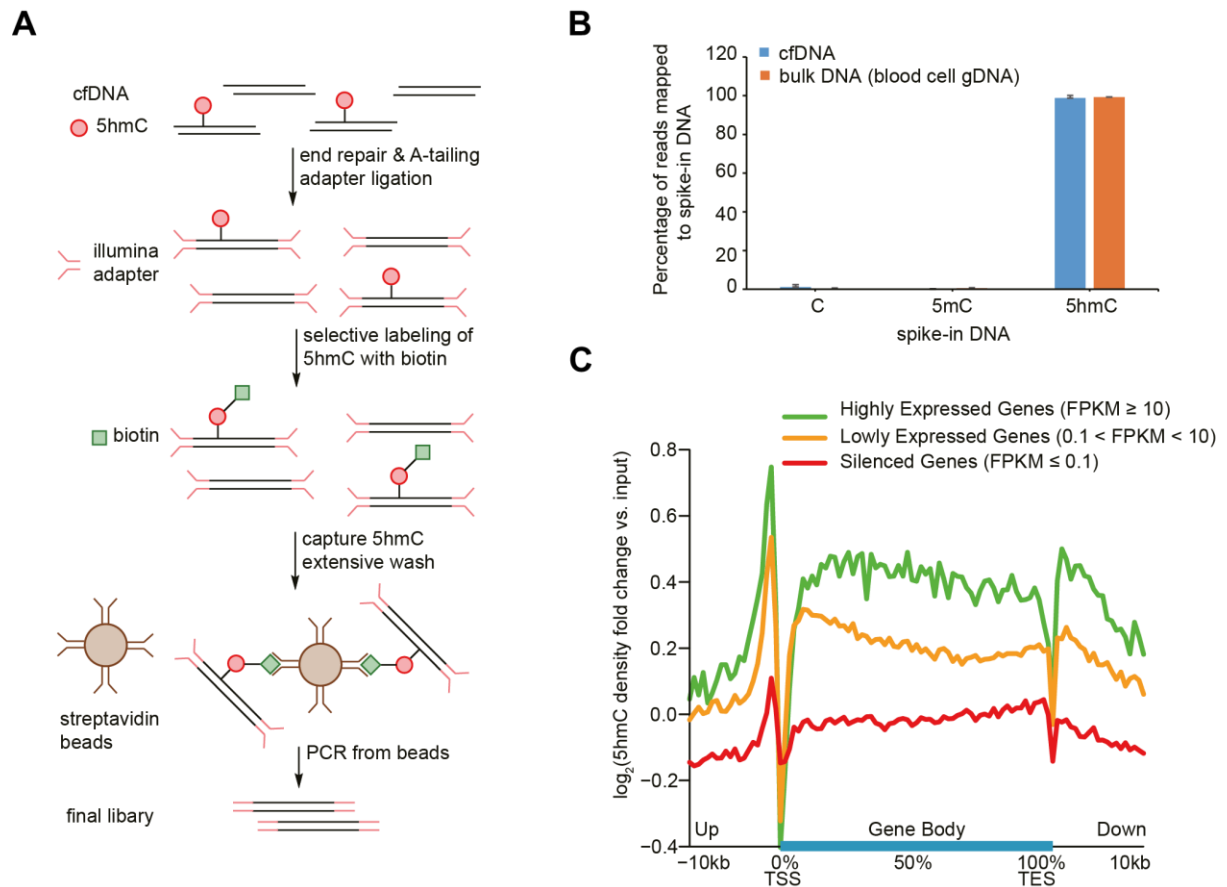 A
cfDNA
5hmC
end repair & A-tailing
adapter ligation
illumina
adapter
selective labeling of
5hmC with biotin
biotin
capture 5hmC
extensive wash
streptavidin
beads
PCR from beads
final libary
B
cfDNA
bulk DNA (blood cell gDNA)
Percentage of reads mapped
to spike-in DNA
120
100
80
60
40
20
0
C
5mC
5hmC
spike-in DNA
C
Highly Expressed Genes (FPKM ≥ 10)
Lowly Expressed Genes (0.1 < FPKM < 10)
Silenced Genes (FPKM ≤ 0.1)
log₂(5hmC density fold change vs. input)
0.8
0.6
0.4
0.2
0.0
−0.2
−0.4
Up
Gene Body
Down
−10kb
0%
50%
100%
10kb
TSS
TES